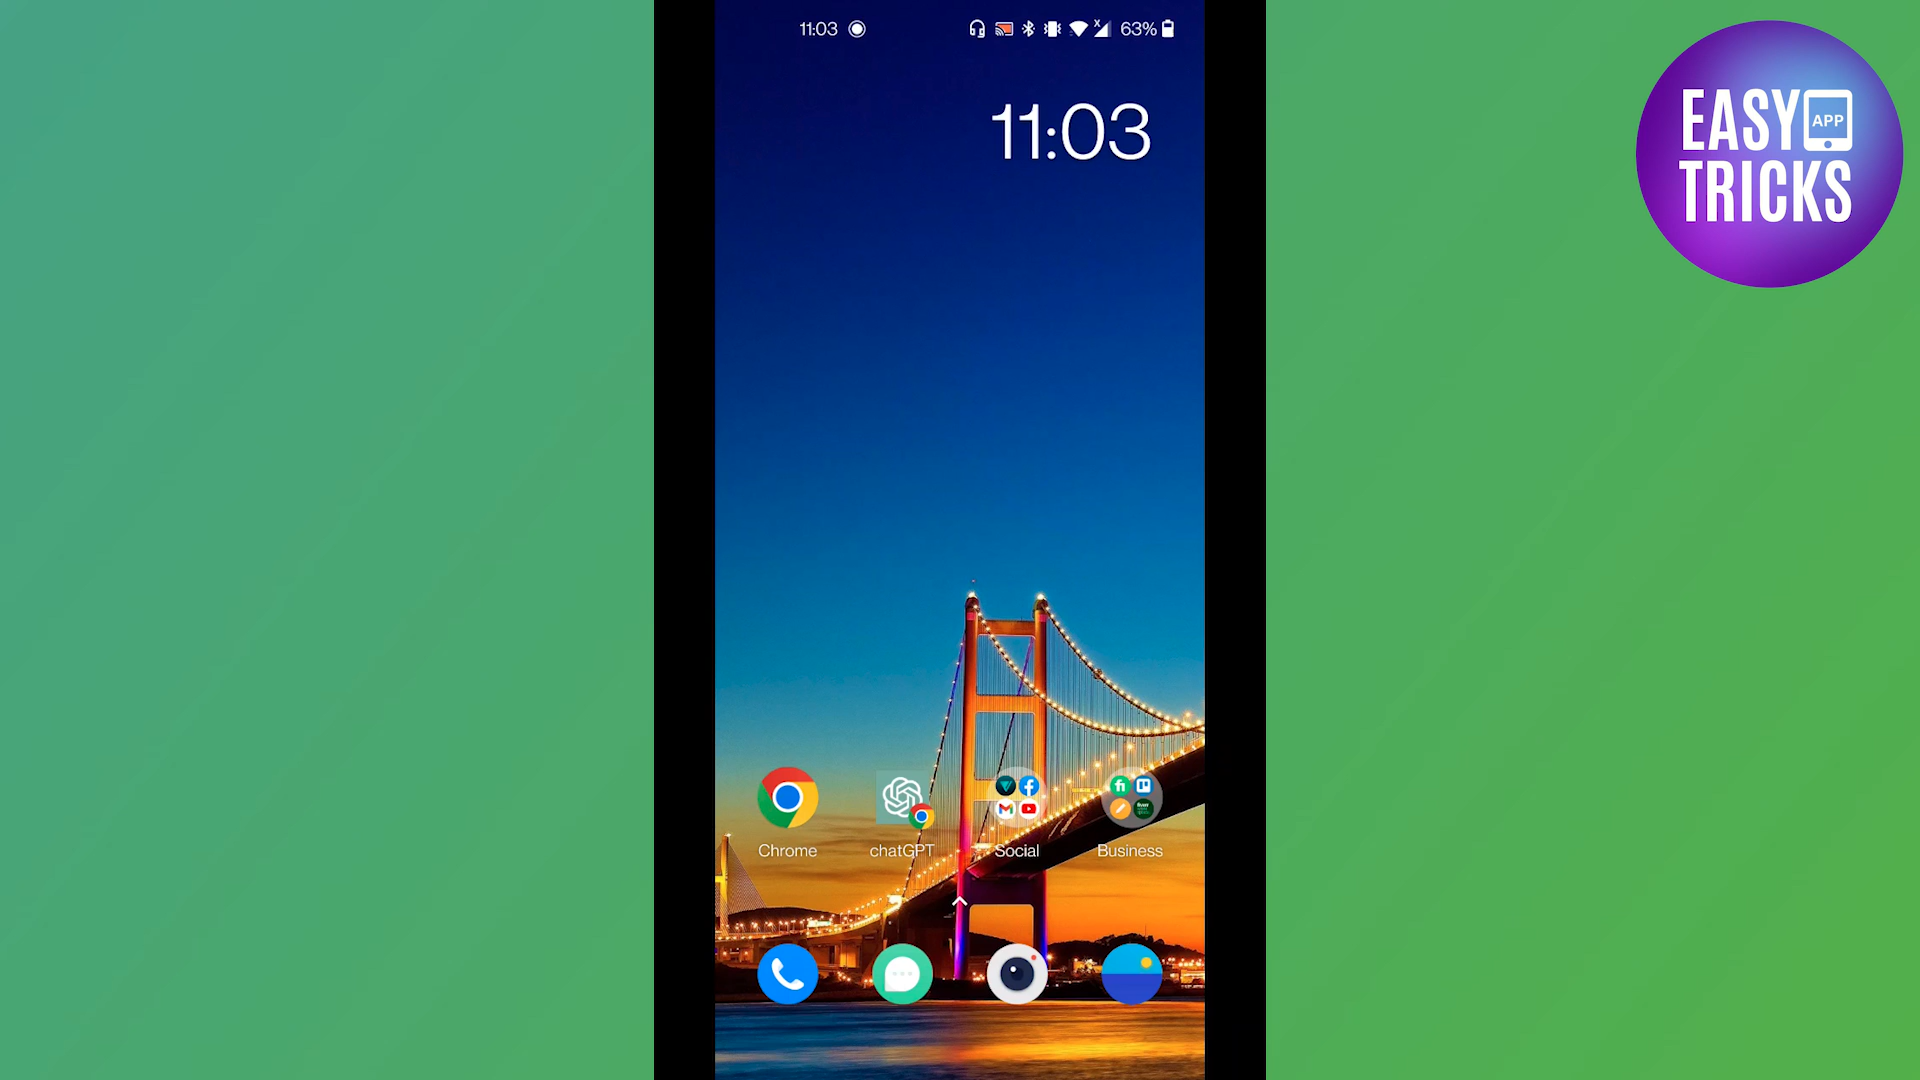 11:03
63%
11:03
EASY APP
TRICKS
Chrome
chatGPT
Social
Business